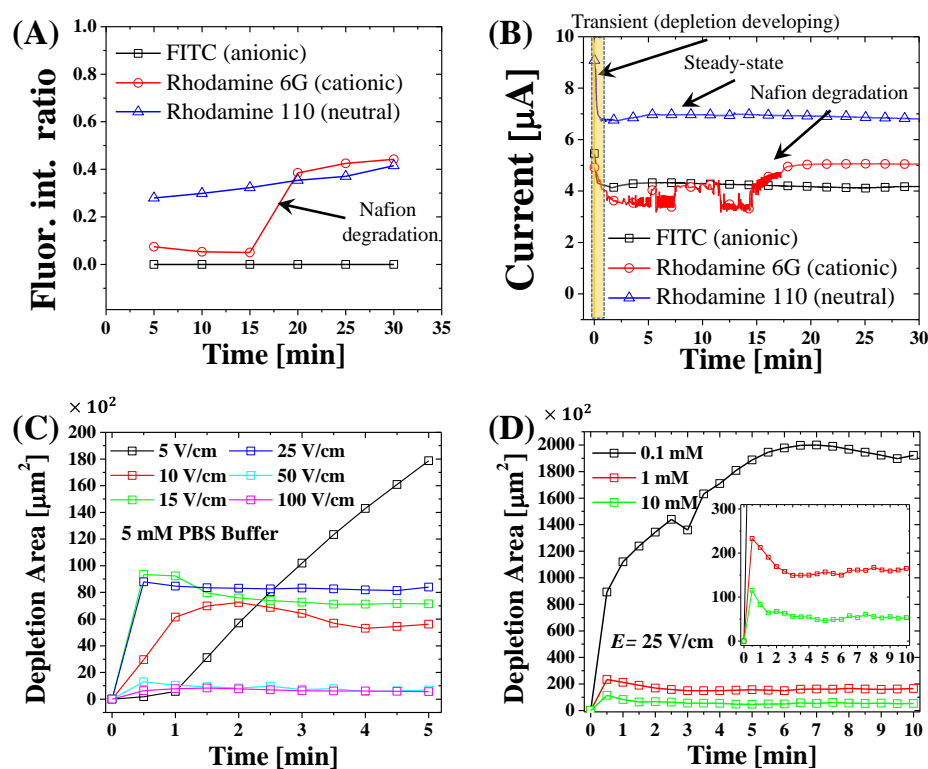 (A)
Fluor. int. ratio
1.0
0.8
0.6
0.4
0.2
0.0
FITC (anionic)
Rhodamine 6G (cationic)
Rhodamine 110 (neutral)
Nafion
degradation
0 5 10 15 20 25 30 35
Time [min]
(B)
Current [µA]
10
8
6
4
2
0
Transient (depletion developing)
Steady-state
Nafion degradation
FITC (anionic)
Rhodamine 6G (cationic)
Rhodamine 110 (neutral)
0 5 10 15 20 25 30
Time [min]
(C)
× 10²
Depletion Area [µm²]
200
180
160
140
120
100
80
60
40
20
0
-20
5 V/cm 25 V/cm
10 V/cm 50 V/cm
15 V/cm 100 V/cm
5 mM PBS Buffer
0 1 2 3 4 5
Time [min]
(D)
× 10²
Depletion Area [µm²]
2000
1800
1600
1400
1200
1000
800
600
400
200
0
0.1 mM
1 mM
10 mM
E= 25 V/cm
300
200
100
0
0 1 2 3 4 5 6 7 8 9 10
0 1 2 3 4 5 6 7 8 9 10
Time [min]